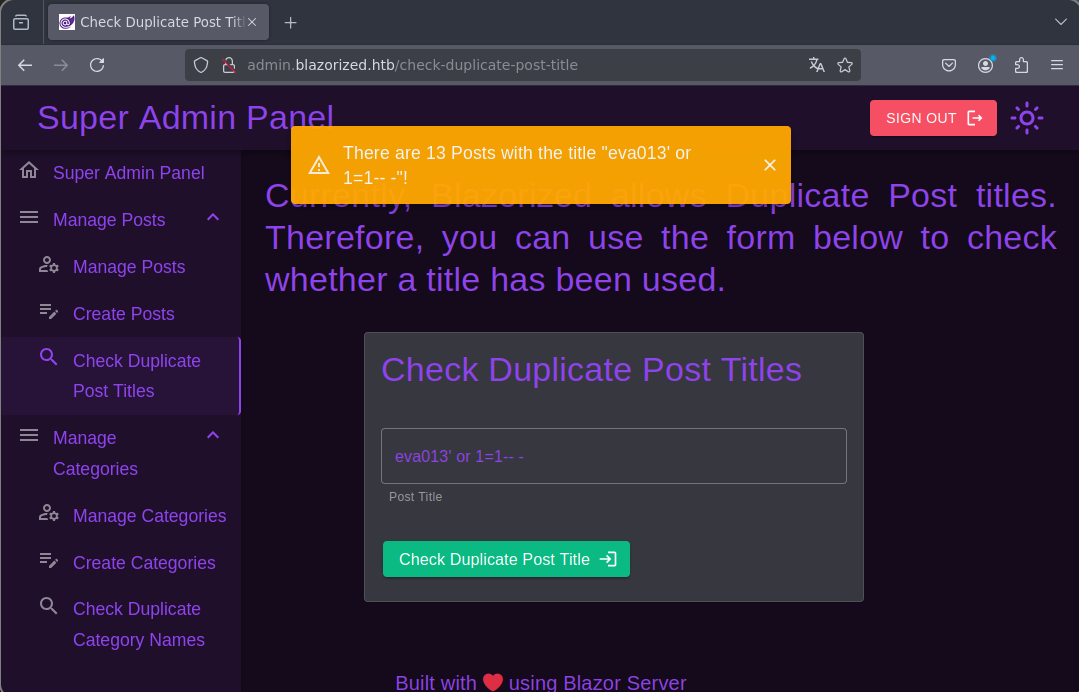 Check Duplicate Post Tit
admin.blazorized.htb/check-duplicate-post-title
Super Admin Panel
SIGN OUT
There are 13 Posts with the title "eva013' or
1=1-- -"!
Super Admin Panel
Manage Posts
Manage Posts
Create Posts
Check Duplicate
Post Titles
Manage
Categories
Manage Categories
Create Categories
Check Duplicate
Category Names
Currently, Blazorized allows Duplicate Post titles.
Therefore, you can use the form below to check
whether a title has been used.
Check Duplicate Post Titles
eva013' or 1=1-- -
Post Title
Check Duplicate Post Title
Built with ❤ using Blazor Server